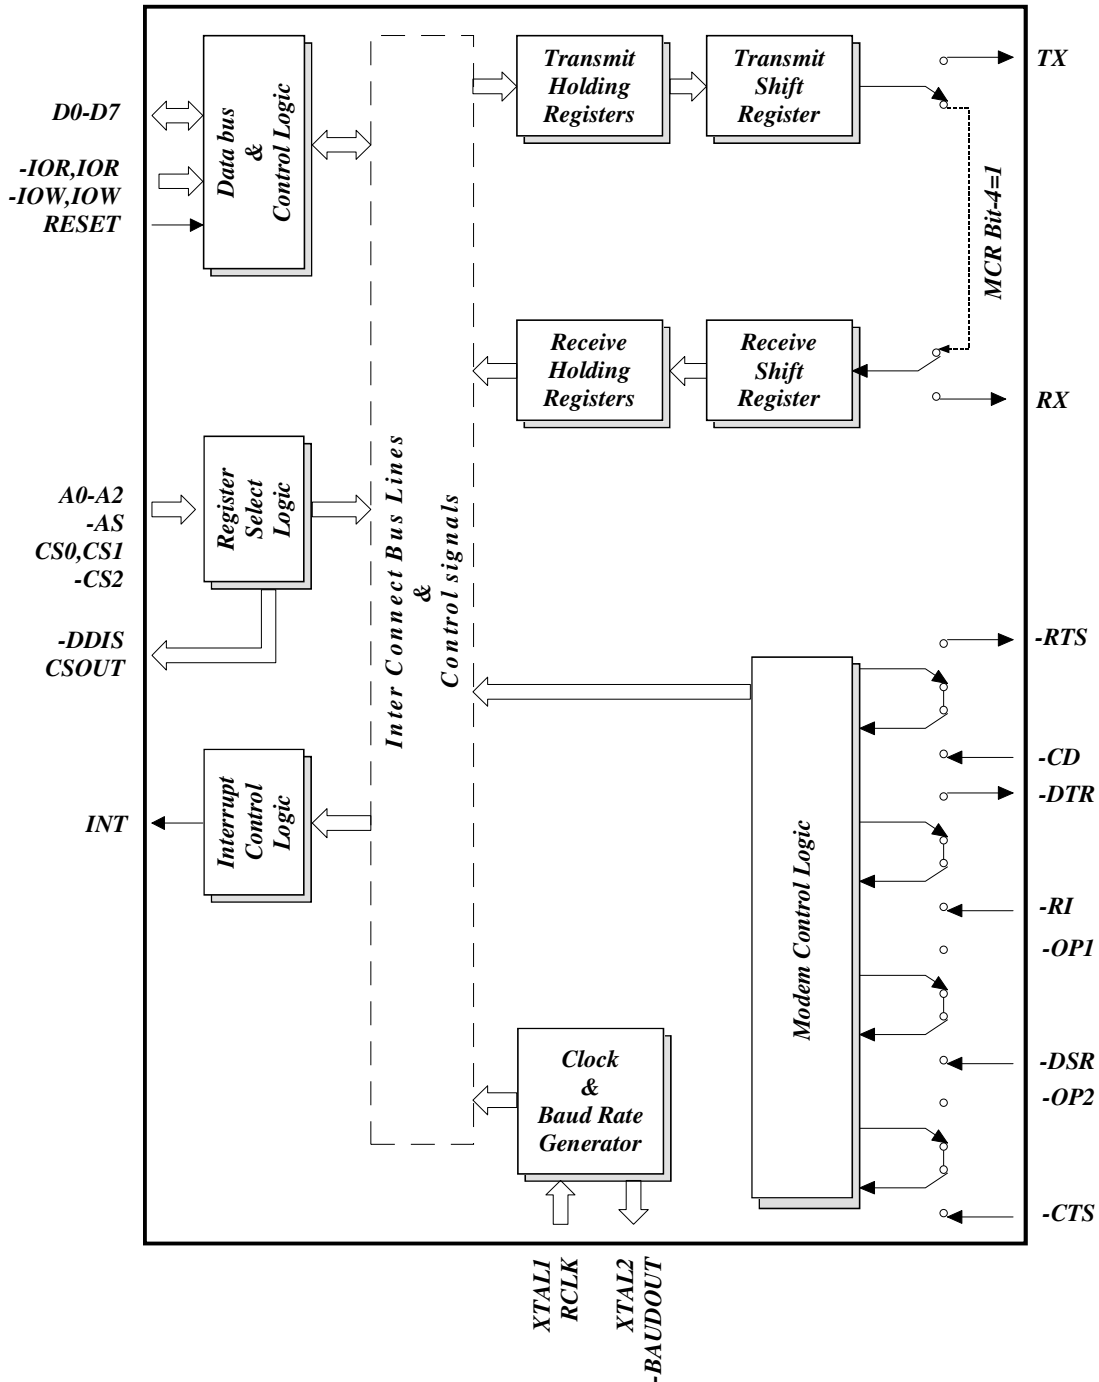 D0-D7
-IOR,IOR
-IOW,IOW
RESET
Data bus
&
Control Logic
A0-A2
-AS
CS0,CS1
-CS2
-DDIS
CSOUT
Register
Select
Logic
INT
Interrupt
Control
Logic
Inter Connect Bus Lines
&
Control signals
Transmit
Holding
Registers
Transmit
Shift
Register
TX
MCR Bit-4=1
Receive
Holding
Registers
Receive
Shift
Register
RX
Modem Control Logic
-RTS
-CD
-DTR
-RI
-OP1
-DSR
-OP2
-CTS
Clock
&
Baud Rate
Generator
XTAL1
RCLK
XTAL2
-BAUDOUT